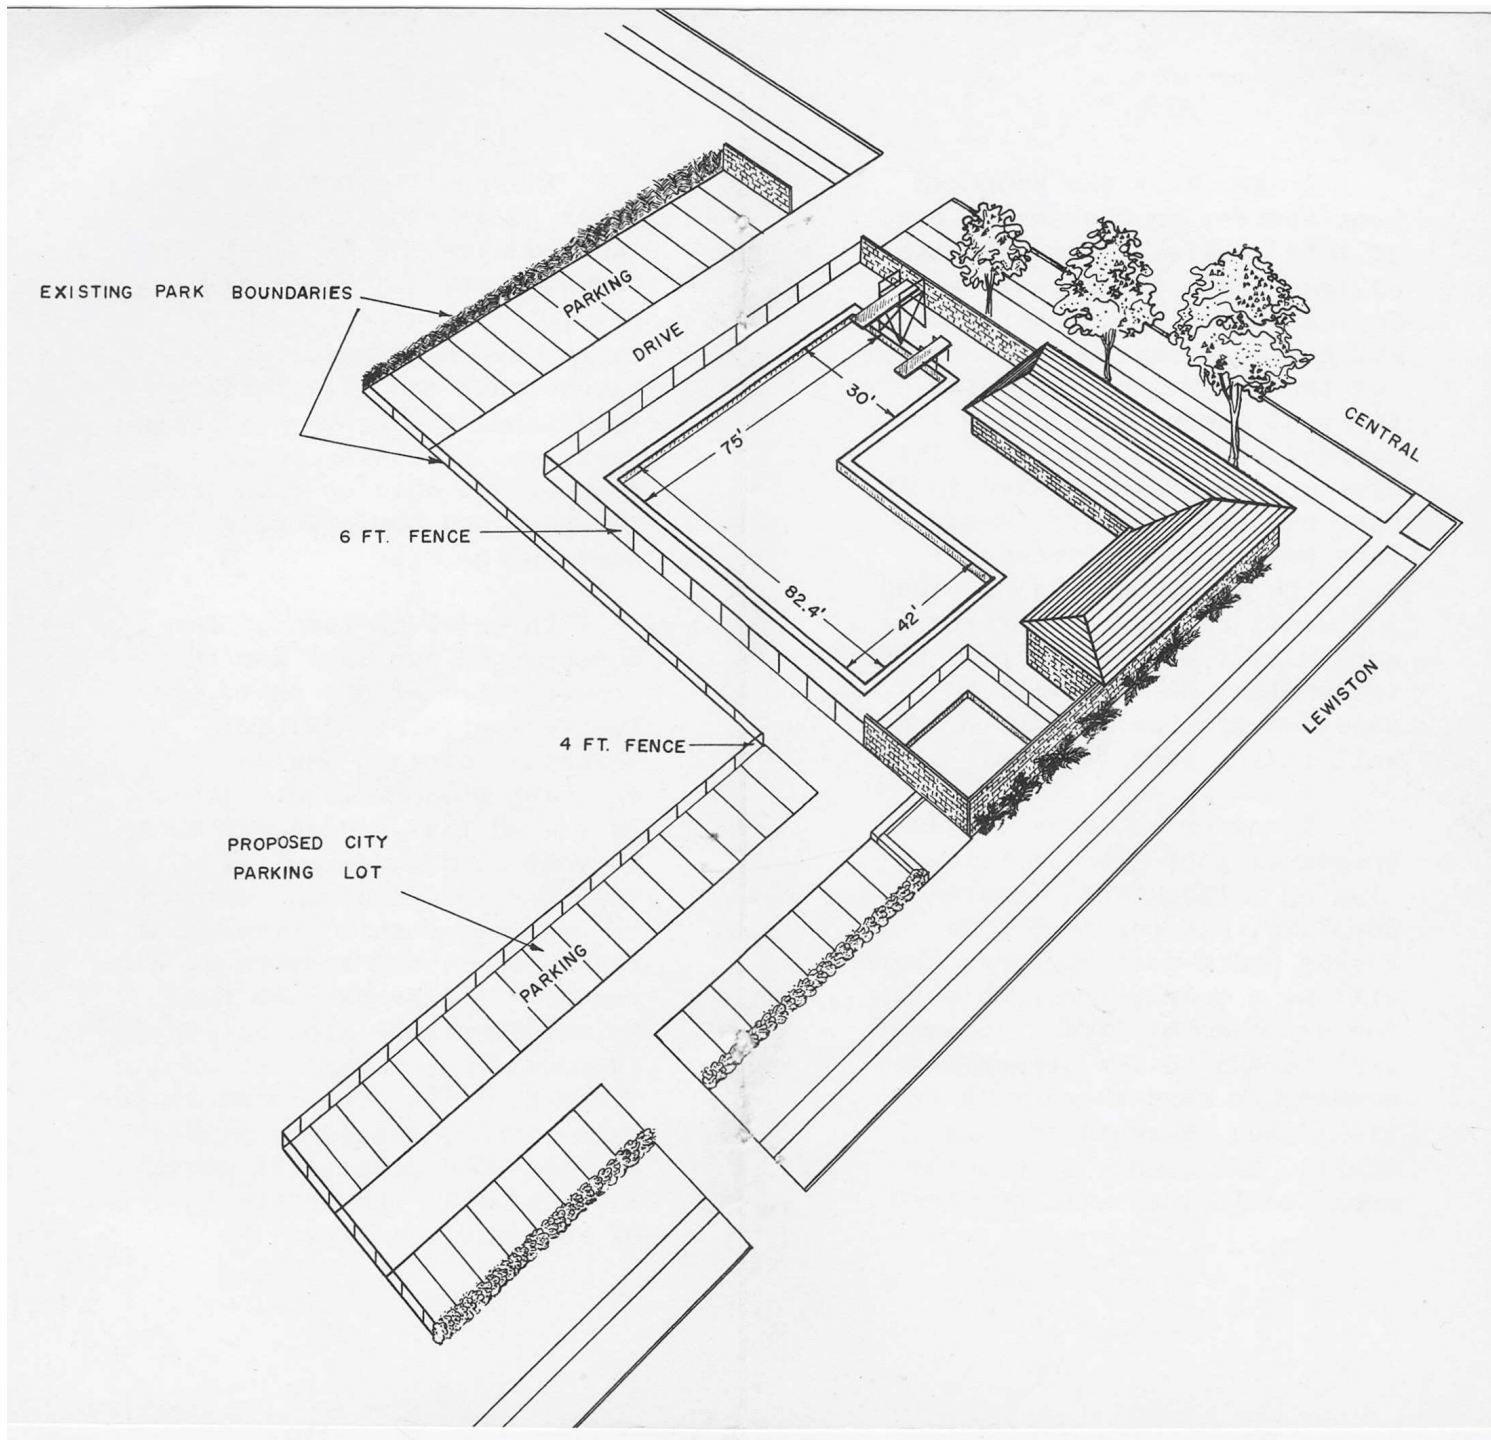 EXISTING PARK BOUNDARIES
PARKING
DRIVE
30'
75'
CENTRAL
6 FT. FENCE
82.4'
42'
LEWISTON
4 FT. FENCE
PROPOSED CITY
PARKING LOT
PARKING